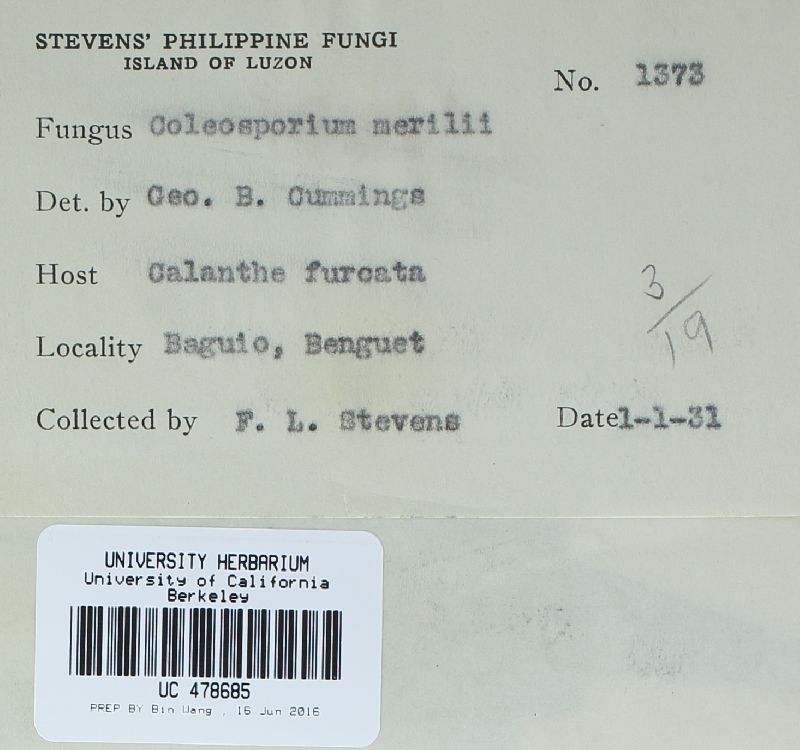 STEVENS' PHILIPPINE FUNGI
ISLAND OF LUZON
No. 1373
Fungus Coleosporium merilii
Det. by Geo. B. Cummings
Host Calanthe furcata
3/19
Locality Baguio, Benguet
Collected by F. L. Stevens Date 1-1-31
UNIVERSITY HERBARIUM
University of California
Berkeley
UC 478685
PREP BY Bin Wang , 16 Jun 2016